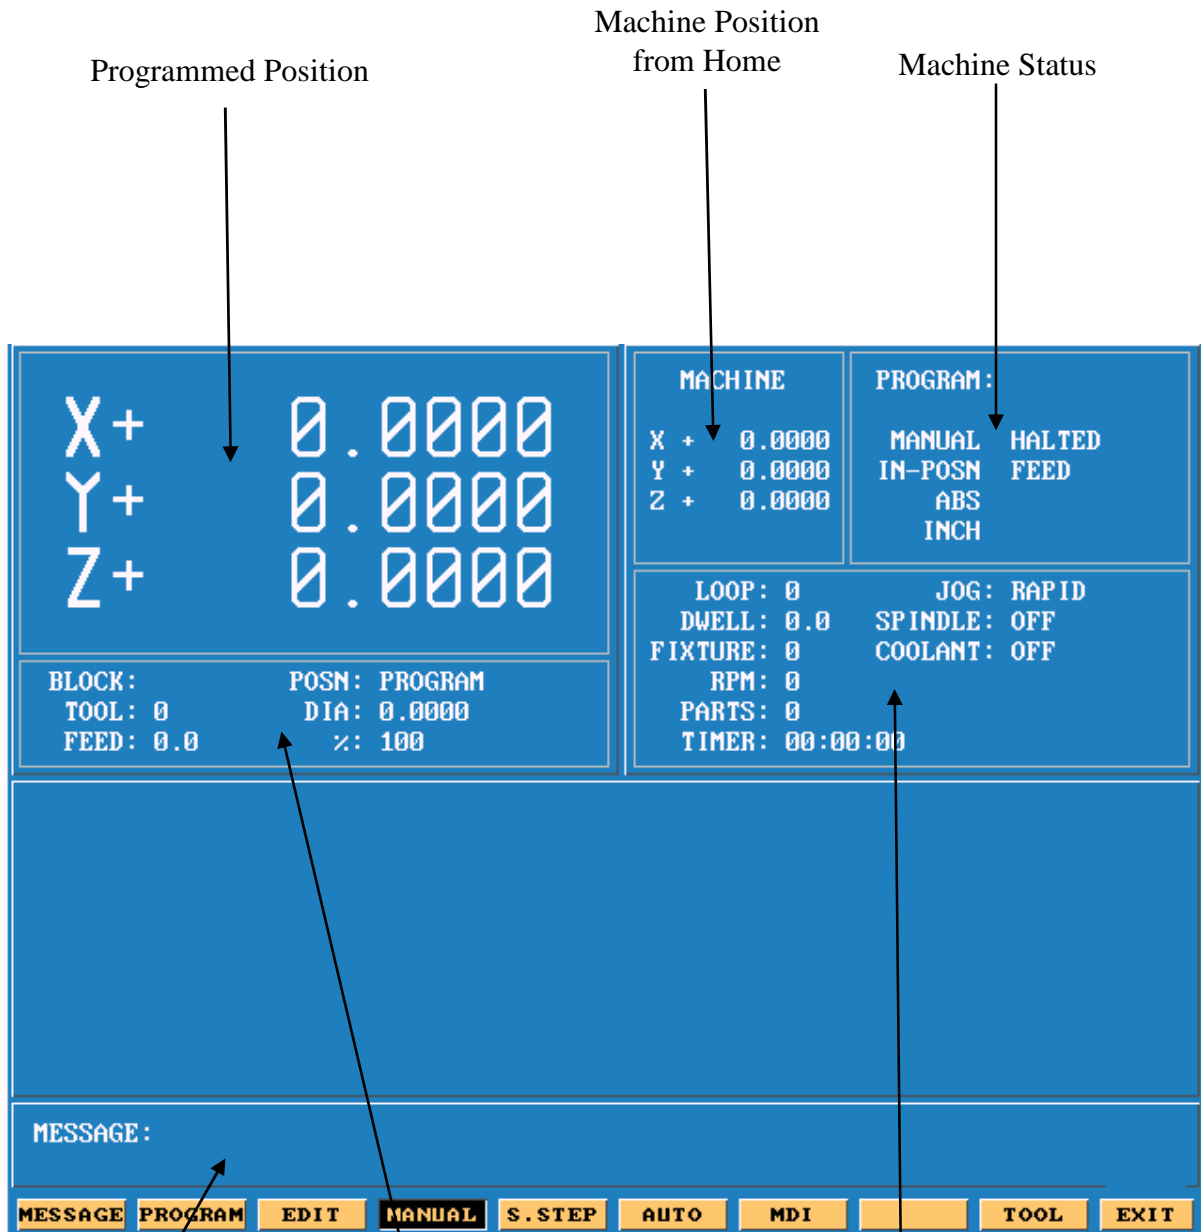 Machine Position
from Home
Programmed Position
Machine Status
X+ 0.0000
Y+ 0.0000
Z+ 0.0000
BLOCK: POSN: PROGRAM
TOOL: 0 DIA: 0.0000
FEED: 0.0 %: 100
MACHINE
X + 0.0000
Y + 0.0000
Z + 0.0000
PROGRAM:
MANUAL HALTED
IN-POSN FEED
ABS
INCH
LOOP: 0 JOG: RAPID
DWELL: 0.0 SPINDLE: OFF
FIXTURE: 0 COOLANT: OFF
RPM: 0
PARTS: 0
TIMER: 00:00:00
MESSAGE:
MESSAGE PROGRAM EDIT MANUAL S.STEP AUTO MDI TOOL EXIT